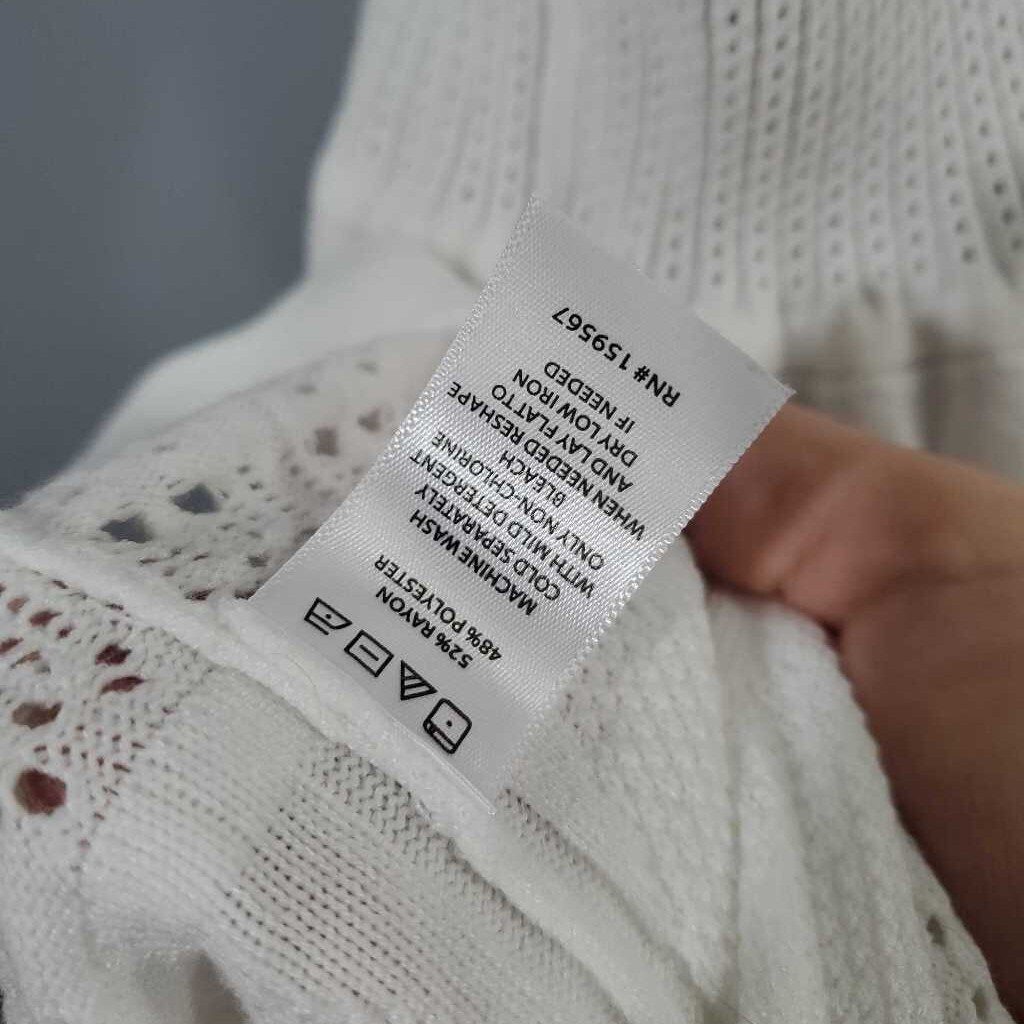 52% RAYON
48% POLYESTER
MACHINE WASH
COLD SEPARATELY
WITH MILD DETERGENT
ONLY NON-CHLORINE
BLEACH
WHEN NEEDED RESHAPE
AND LAY FLAT TO
DRY LOW IRON
IF NEEDED
RN# 159567